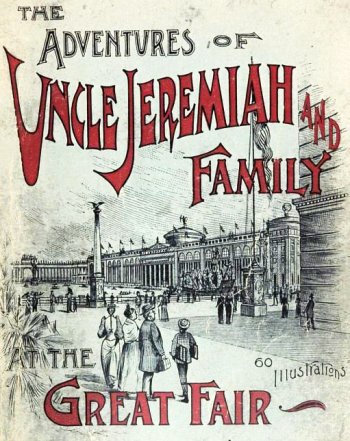 THE
ADVENTURES OF
UNCLE JEREMIAH AND
FAMILY
AT THE
60 Illustrations
GREAT FAIR